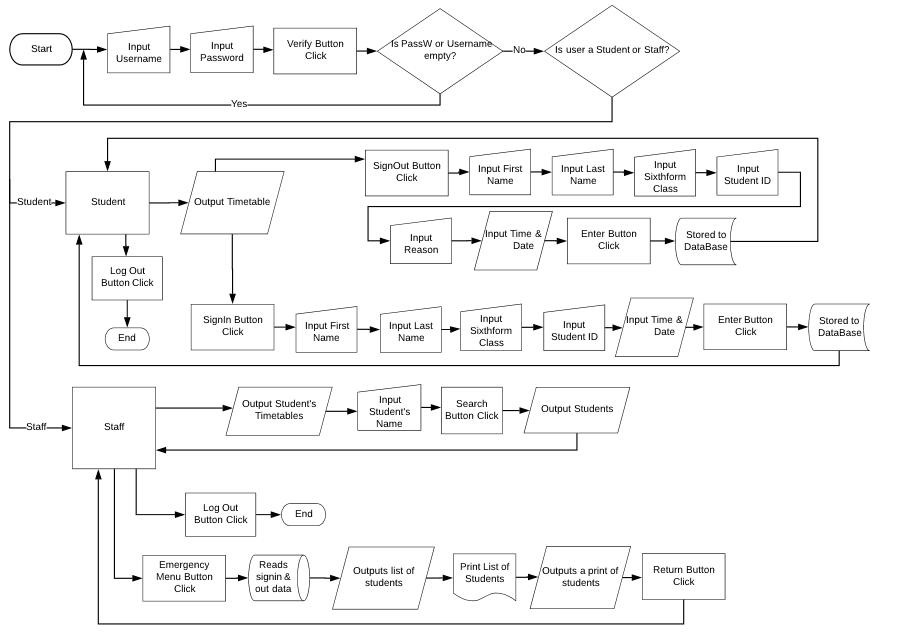 Start
Input
Username
Input
Password
Verify Button
Click
Is PassW or Username
empty?
No
Is user a Student or Staff?
Yes
SignOut Button
Click
Input First
Name
Input Last
Name
Input
Sixthform
Class
Input
Student ID
Student
Student
Output Timetable
Input
Reason
Input Time &
Date
Enter Button
Click
Stored to
DataBase
Log Out
Button Click
End
SignIn Button
Click
Input First
Name
Input Last
Name
Input
Sixthform
Class
Input
Student ID
Input Time &
Date
Enter Button
Click
Stored to
DataBase
Staff
Staff
Output Student's
Timetables
Input
Student's
Name
Search
Button Click
Output Students
Log Out
Button Click
End
Emergency
Menu Button
Click
Reads
signin &
out data
Outputs list of
students
Print List of
Students
Outputs a print of
students
Return Button
Click